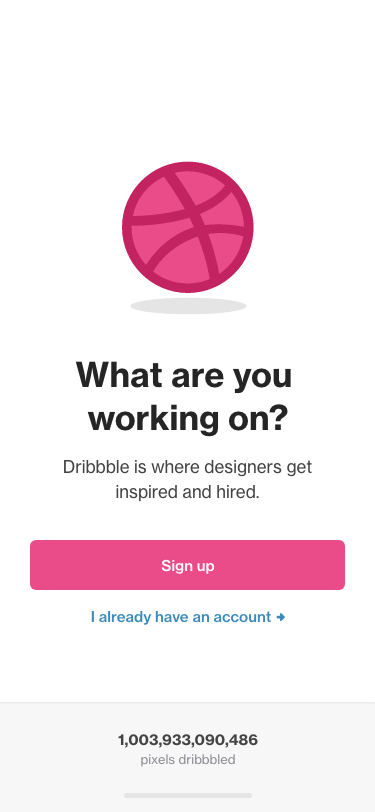 What are you
working on?
Dribbble is where designers get
inspired and hired.
Sign up
I already have an account →
1,003,933,090,486
pixels dribbbled